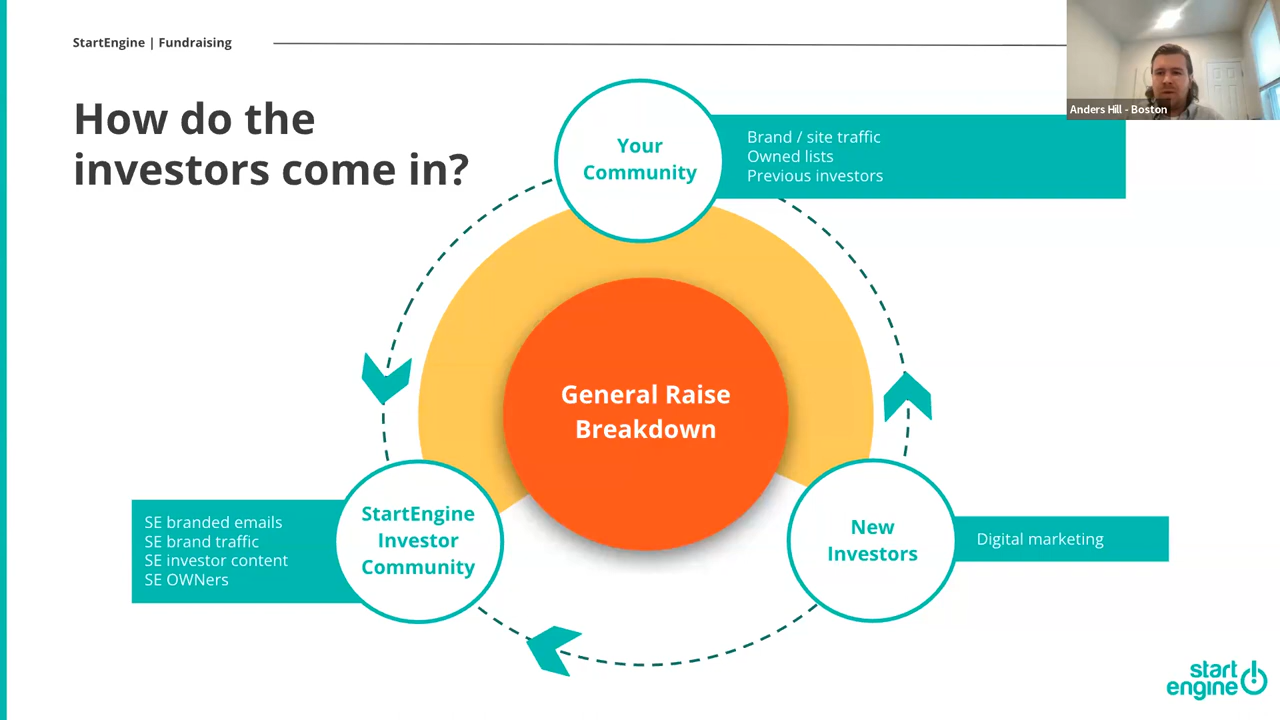 StartEngine | Fundraising
Anders Hill - Boston
How do the
investors come in?
Your
Community
Brand / site traffic
Owned lists
Previous investors
General Raise
Breakdown
StartEngine
Investor
Community
SE branded emails
SE brand traffic
SE investor content
SE OWNers
New
Investors
Digital marketing
start
engine